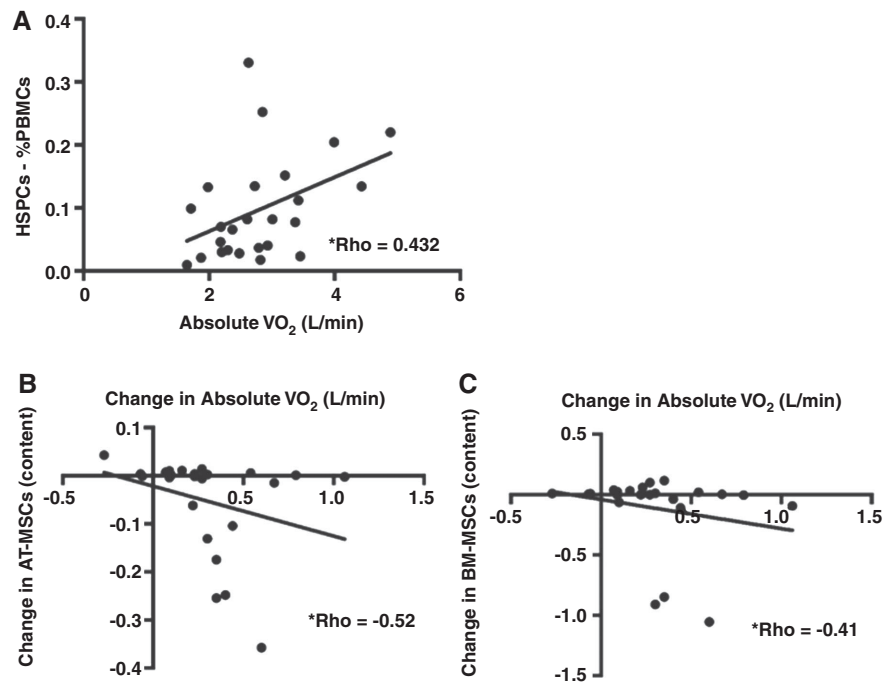 A
0.4
0.3
0.2
0.1
0.0
HSPCs - %PBMCs
*Rho = 0.432
0 2 4 6
Absolute VO₂ (L/min)
B
Change in Absolute VO₂ (L/min)
0.1
-0.5 0.5 1.0 1.5
-0.1
-0.2
-0.3
-0.4
Change in AT-MSCs (content)
*Rho = -0.52
C
Change in Absolute VO₂ (L/min)
0.5
-0.5 0.5 1.0 1.5
-0.5
-1.0
-1.5
Change in BM-MSCs (content)
*Rho = -0.41